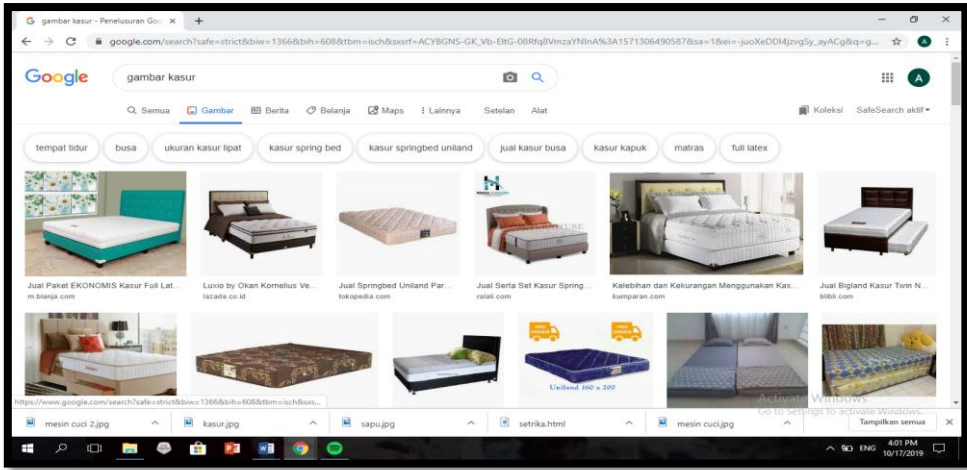 gambar kasur - Penelusuran Goo
google.com/search?safe=strict&biw=1366&bih=608&tbm=isch&sxsrf=ACYBGNS-GK_Vb-EltG-08Rfq8VmzaYNInA%3A1571306490587&sa=1&ei=-juoXeDDI4jzvgSy_ayACg&q=g...
Google
gambar kasur
A
Semua Gambar Berita Belanja Maps Lainnya Setelan Alat
Koleksi SafeSearch aktif
tempat tidur busa ukuran kasur lipat kasur spring bed kasur springbed uniland jual kasur busa kasur kapuk matras full latex
Jual Paket EKONOMIS Kasur Full Lat...
m.blanja.com
Luxio by Okan Kornelius Ve...
lazada.co.id
Jual Springbed Uniland Par...
tokopedia.com
Jual Serta Set Kasur Spring...
ralali.com
Kelebihan dan Kekurangan Menggunakan Kas...
kumparan.com
Jual Bigland Kasur Twin N...
blibli.com
Uniland 160 x 200
https://www.google.com/search?safe=strict&biw=1366&bih=608&tbm=isch&sxs...
Activate Windows
Go to Settings to activate Windows.
mesin cuci 2.jpg
kasur.jpg
sapu.jpg
setrika.html
mesin cuci.jpg
Tampilkan semua
ENG
4:01 PM
10/17/2019